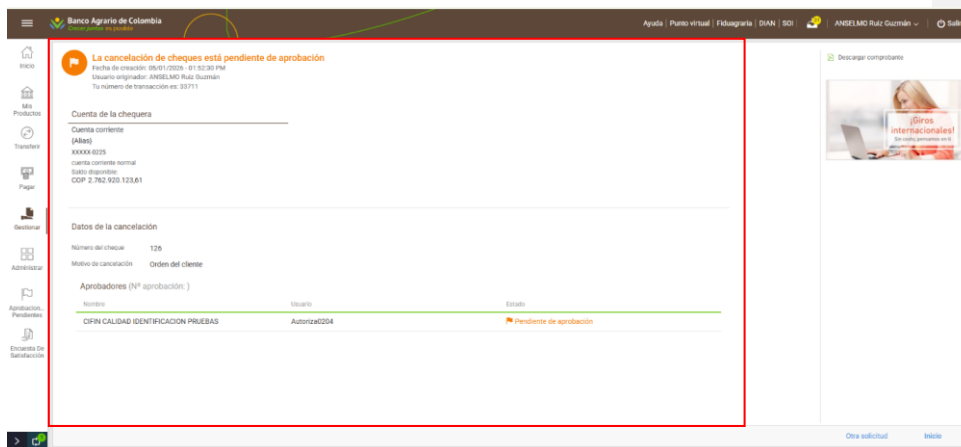 Banco Agrario de Colombia
Crecer juntos es posible
Ayuda | Punto virtual | Fiduagraria | DIAN | SOI
ANSELMO Ruiz Guzmán
Inicio
Mis Productos
Transferir
Pagar
Gestionar
Administrar
Aprobacion... Pendientes
Encuesta De Satisfacción
La cancelación de cheques está pendiente de aprobación
Fecha de creación: 05/01/2026 - 01:52:30 PM
Usuario originador: ANSELMO Ruiz Guzmán
Tu número de transacción es: 33711
Cuenta de la chequera
Cuenta corriente
(Alias)
XXXXX-0225
cuenta corriente normal
Saldo disponible
COP 2.762.920.123,61
Datos de la cancelación
Número del cheque 126
Motivo de cancelación Orden del cliente
Aprobadores (Nº aprobación: )
Nombre Usuario Estado
CIFIN CALIDAD IDENTIFICACION PRUEBAS Autoriza0204 Pendiente de aprobación
Descargar comprobante
¡Giros
internacionales!
Otra solicitud Inicio